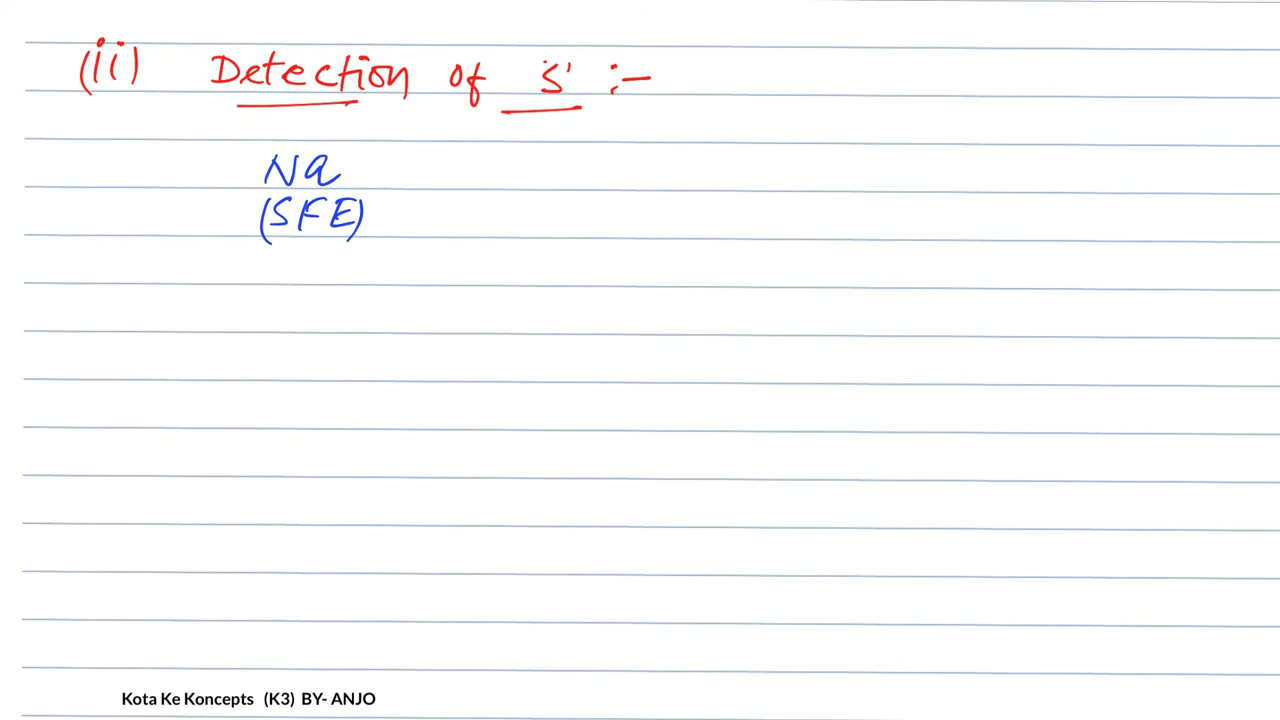 (ii) Detection of 'S' :-
Na
(SFE)
Kota Ke Koncepts (K3) BY- ANJO